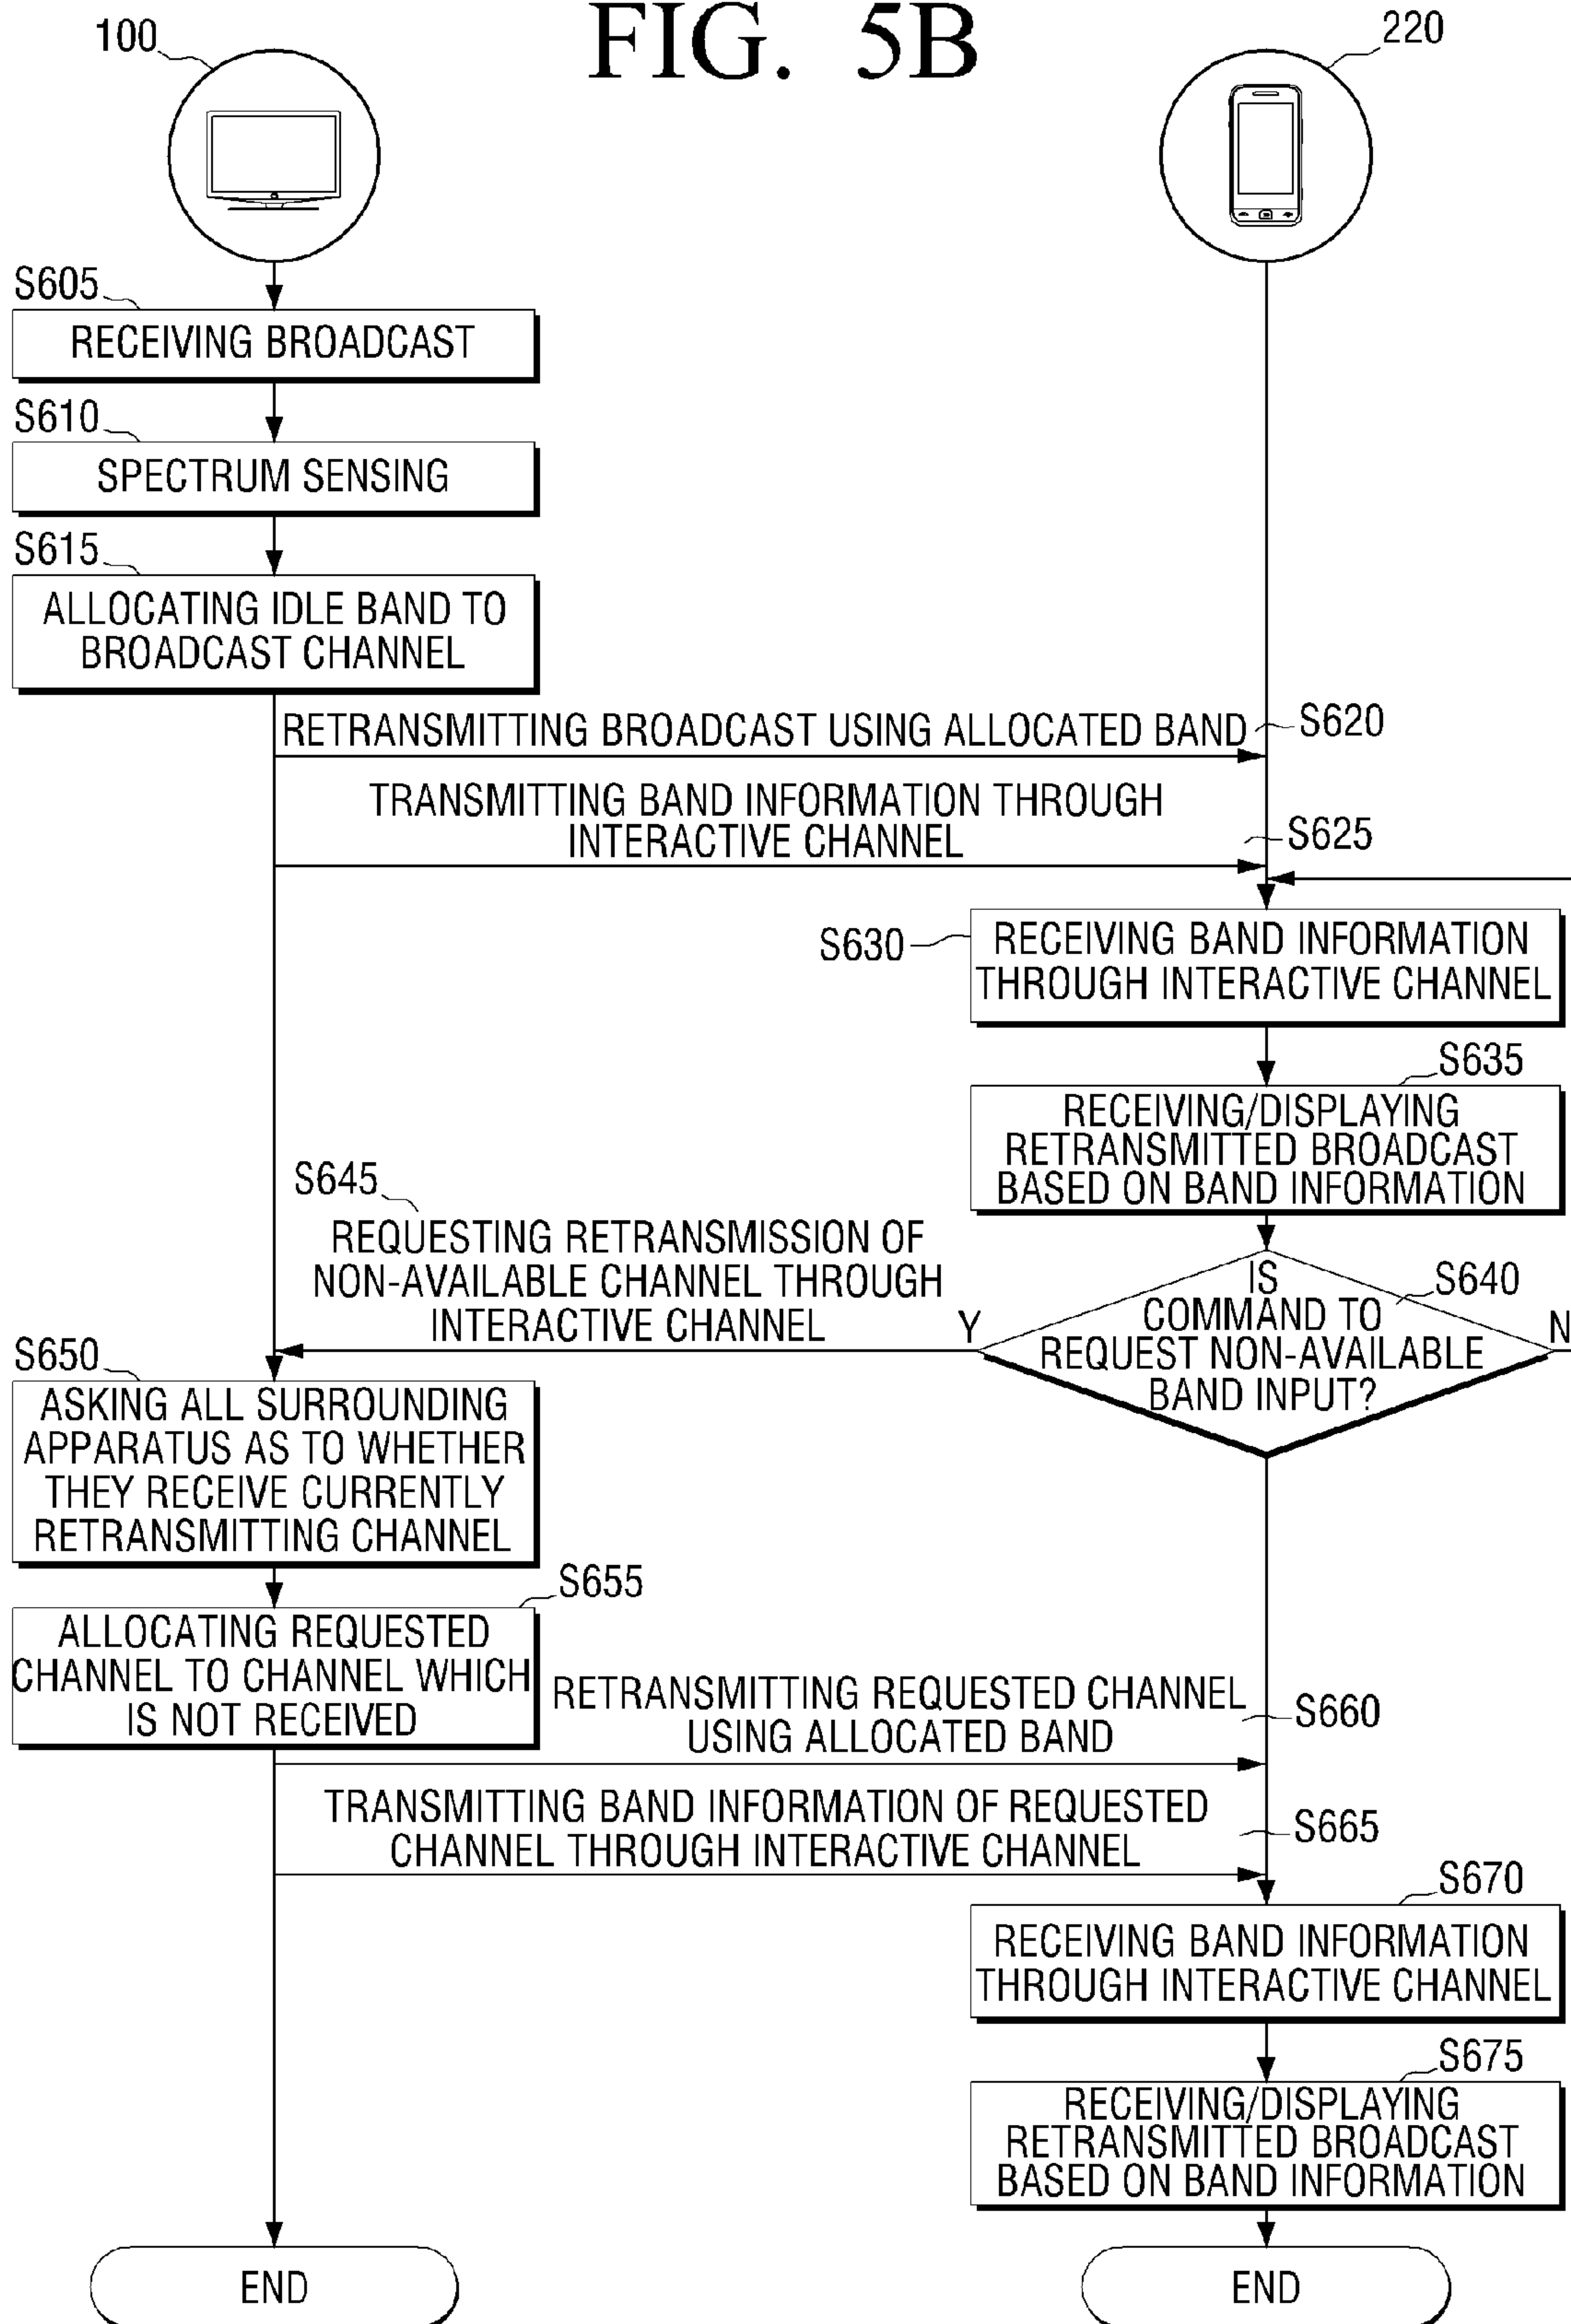 FIG. 5B
100
220
S605
RECEIVING BROADCAST
S610
SPECTRUM SENSING
S615
ALLOCATING IDLE BAND TO
BROADCAST CHANNEL
RETRANSMITTING BROADCAST USING ALLOCATED BAND
S620
TRANSMITTING BAND INFORMATION THROUGH
INTERACTIVE CHANNEL
S625
S630
RECEIVING BAND INFORMATION
THROUGH INTERACTIVE CHANNEL
S635
RECEIVING/DISPLAYING
RETRANSMITTED BROADCAST
BASED ON BAND INFORMATION
S640
IS
COMMAND TO
REQUEST NON-AVAILABLE
BAND INPUT?
Y
N
S645
REQUESTING RETRANSMISSION OF
NON-AVAILABLE CHANNEL THROUGH
INTERACTIVE CHANNEL
S650
ASKING ALL SURROUNDING
APPARATUS AS TO WHETHER
THEY RECEIVE CURRENTLY
RETRANSMITTING CHANNEL
S655
ALLOCATING REQUESTED
CHANNEL TO CHANNEL WHICH
IS NOT RECEIVED
RETRANSMITTING REQUESTED CHANNEL
USING ALLOCATED BAND
S660
TRANSMITTING BAND INFORMATION OF REQUESTED
CHANNEL THROUGH INTERACTIVE CHANNEL
S665
S670
RECEIVING BAND INFORMATION
THROUGH INTERACTIVE CHANNEL
S675
RECEIVING/DISPLAYING
RETRANSMITTED BROADCAST
BASED ON BAND INFORMATION
END
END